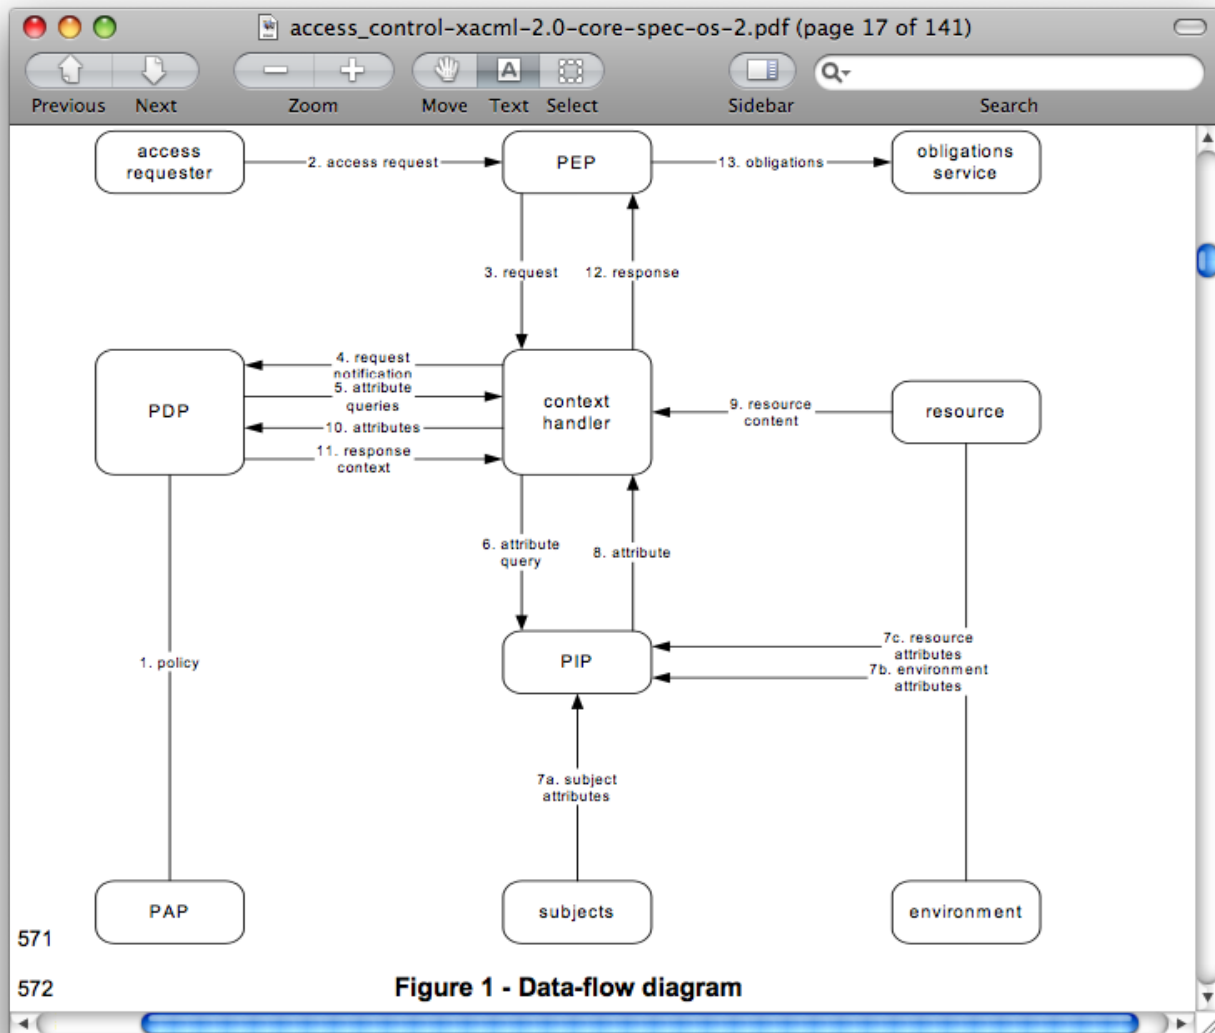 access_control-xacml-2.0-core-spec-os-2.pdf (page 17 of 141)
Previous Next Zoom Move Text Select Sidebar Search
access
requester
2. access request
PEP
13. obligations
obligations
service
3. request
12. response
4. request
notification
5. attribute
queries
10. attributes
11. response
context
PDP
context
handler
9. resource
content
resource
6. attribute
query
8. attribute
1. policy
PIP
7c. resource
attributes
7b. environment
attributes
7a. subject
attributes
PAP
subjects
environment
571
572
Figure 1 - Data-flow diagram